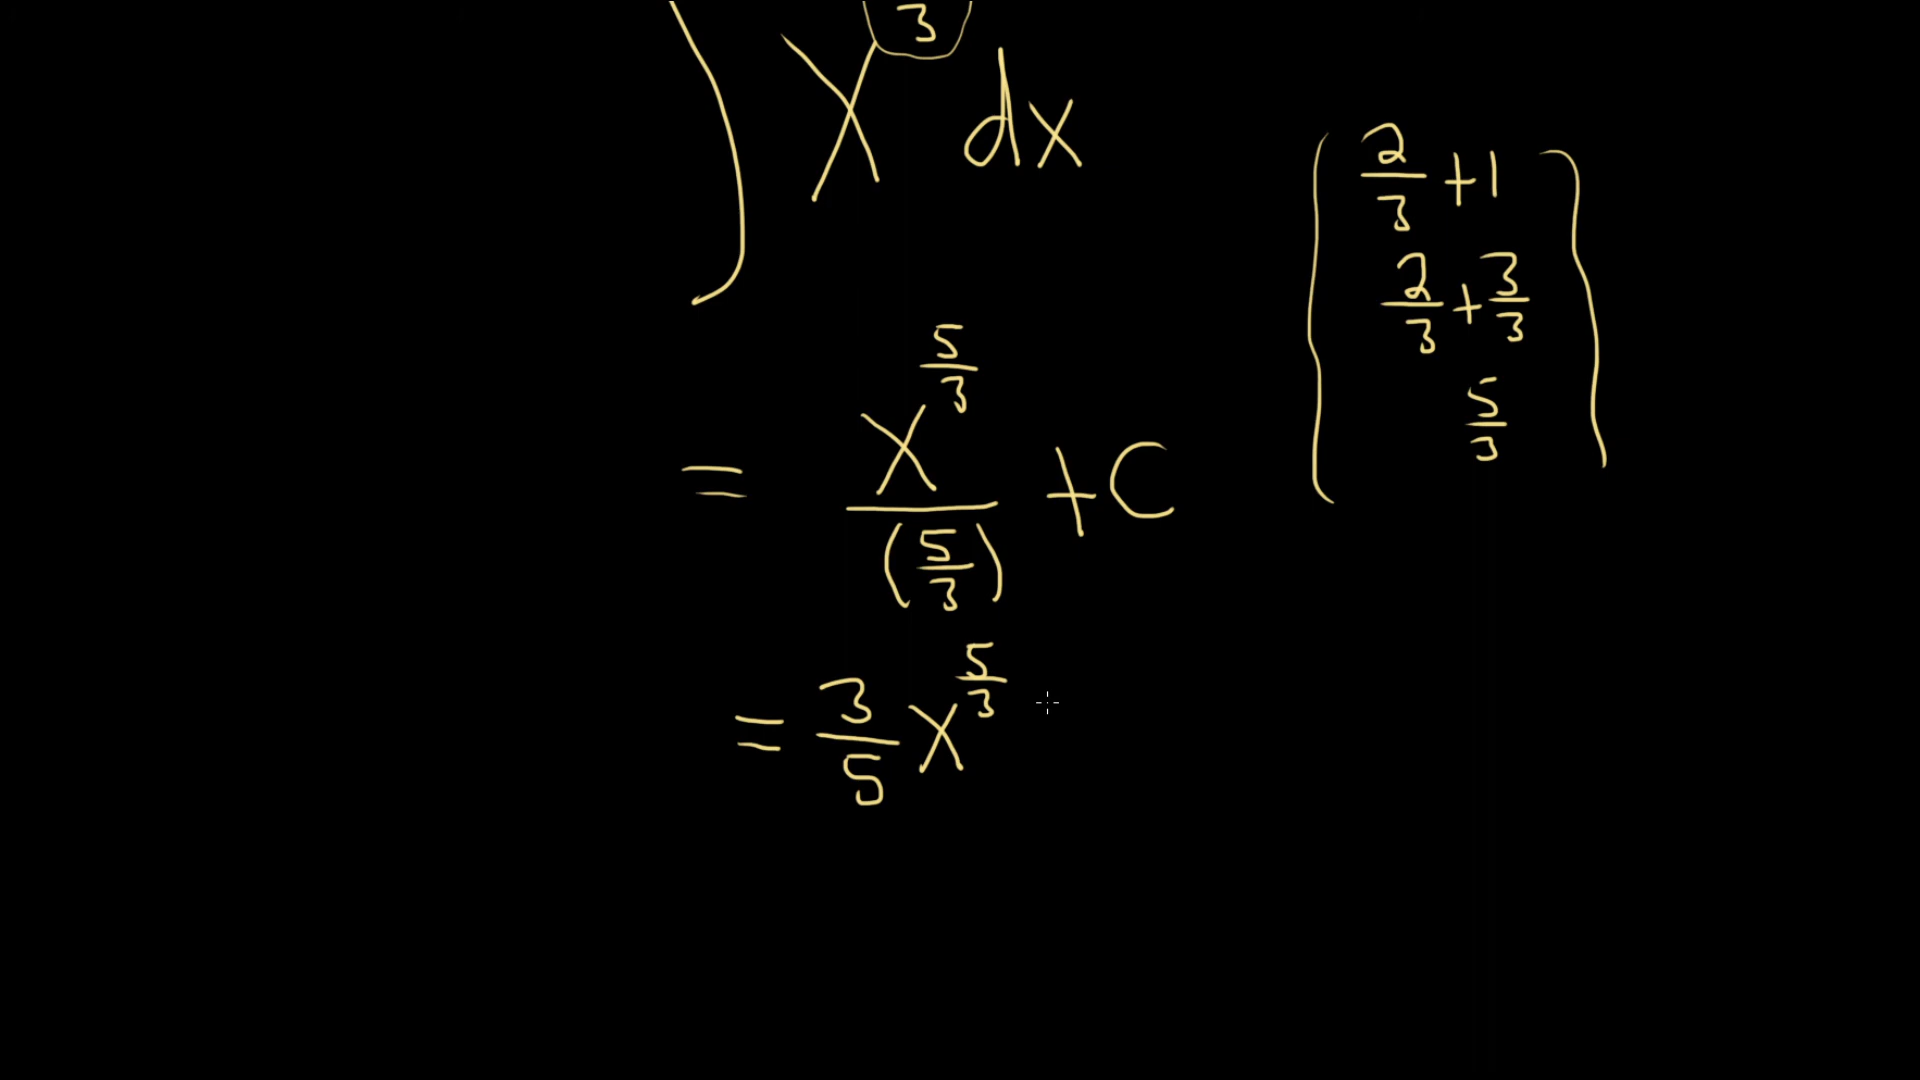 ∫ x^3 dx
2/3 + 1
2/3 + 3/3
5/3
= x^(5/3) / (5/3) + C
= 3/5 x^(5/3)